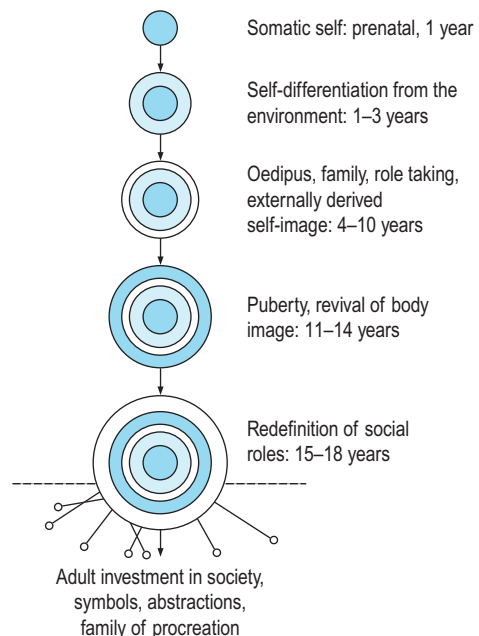 Somatic self: prenatal, 1 year
Self-differentiation from the
environment: 1–3 years
Oedipus, family, role taking,
externally derived
self-image: 4–10 years
Puberty, revival of body
image: 11–14 years
Redefinition of social
roles: 15–18 years
Adult investment in society,
symbols, abstractions,
family of procreation